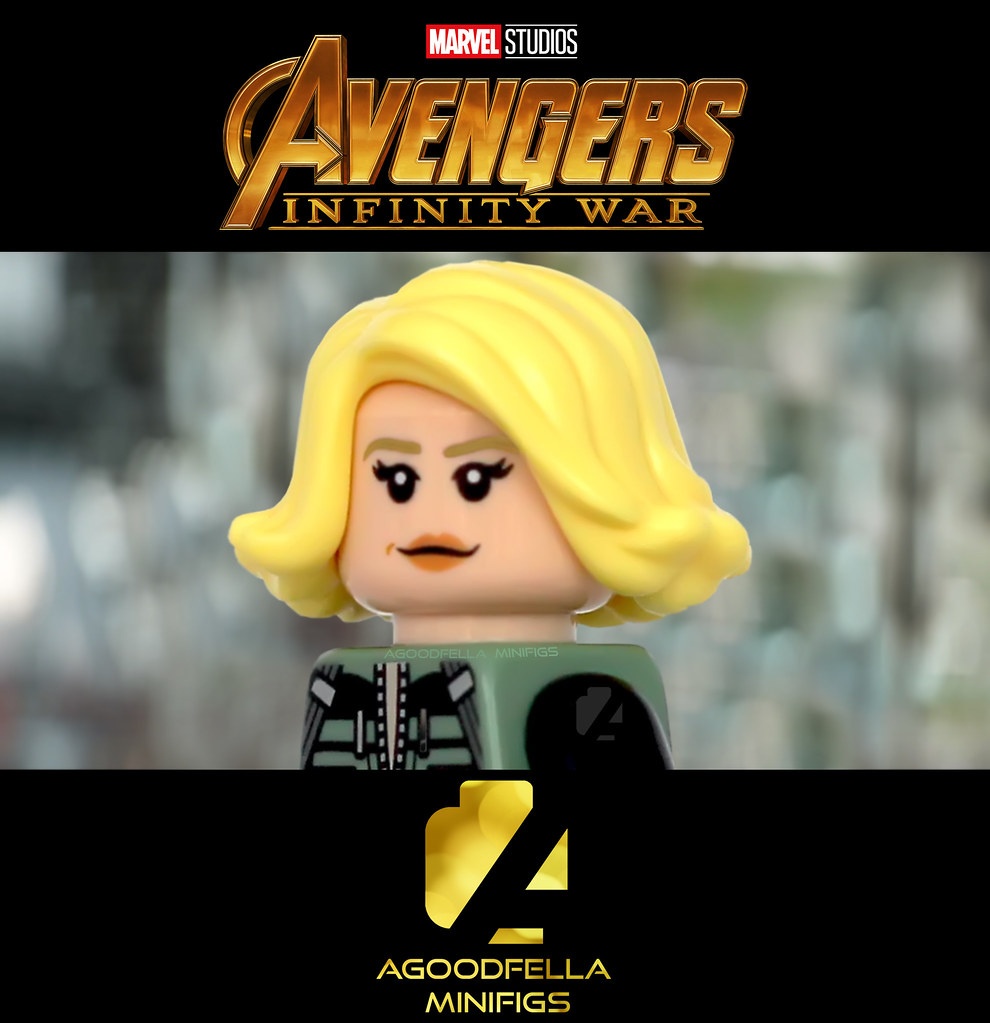 MARVEL STUDIOS
AVENGERS
INFINITY WAR
AGOODFELLA MINIFIGS
AGOODFELLA
MINIFIGS